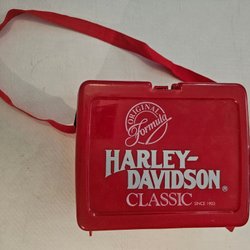 ORIGINAL
Formula
HARLEY-
DAVIDSON®
CLASSIC SINCE 1903